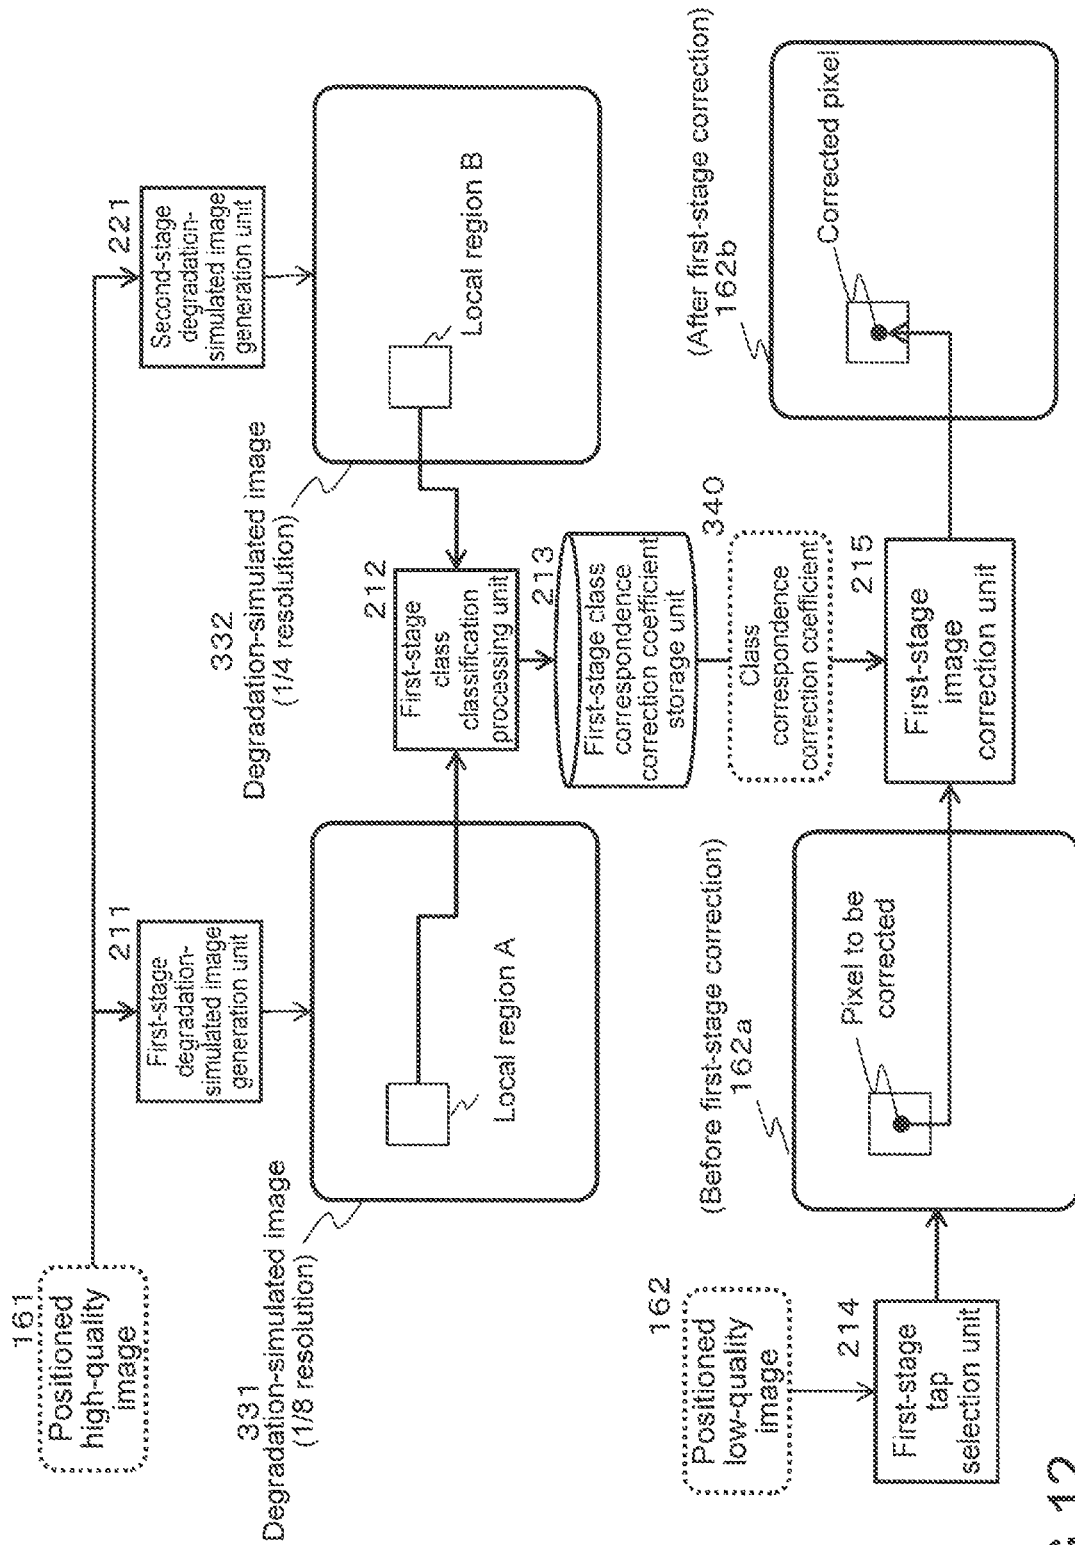 161
Positioned
high-quality
image
211
First-stage
degradation-
simulated image
generation unit
221
Second-stage
degradation-
simulated image
generation unit
331
Degradation-simulated image
(1/8 resolution)
Local region A
332
Degradation-simulated image
(1/4 resolution)
Local region B
212
First-stage
class
classification
processing unit
213
First-stage class
correspondence
correction coefficient
storage unit
340
Class
correspondence
correction coefficient
162
Positioned
low-quality
image
214
First-stage
tap
selection unit
(Before first-stage correction)
162a
Pixel to be
corrected
215
First-stage
image
correction unit
(After first-stage correction)
162b
Corrected pixel
12